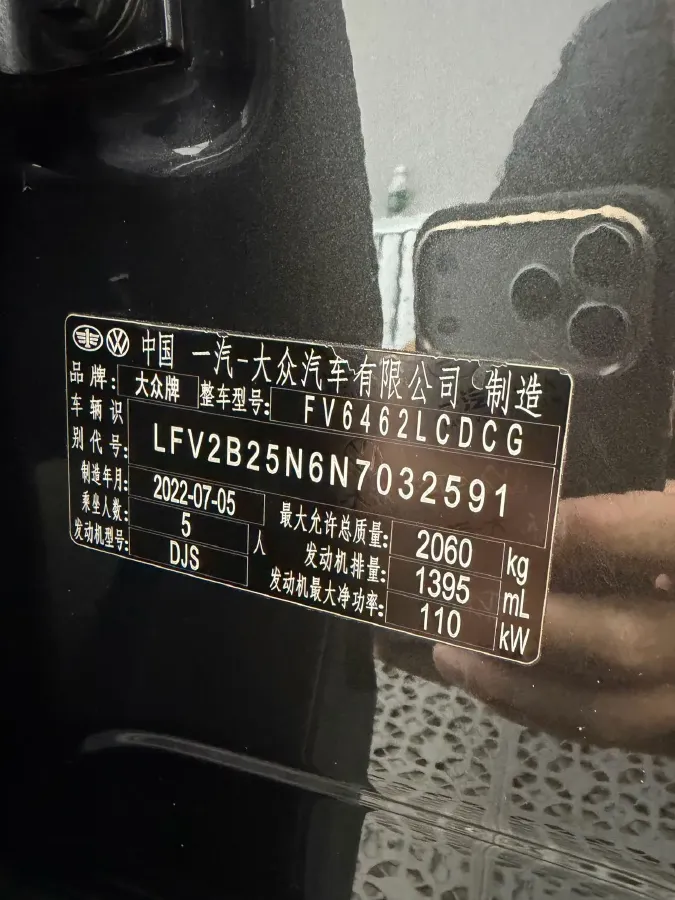 中国 一汽-大众汽车有限公司 制造
品牌: 大众牌 整车型号: FV6462LCDCG
车辆识别代号: LFV2B25N6N7032591
制造年月: 2022-07-05 最大允许总质量: 2060 kg
乘坐人数: 5 人 发动机排量: 1395 mL
发动机型号: DJS 发动机最大净功率: 110 kW